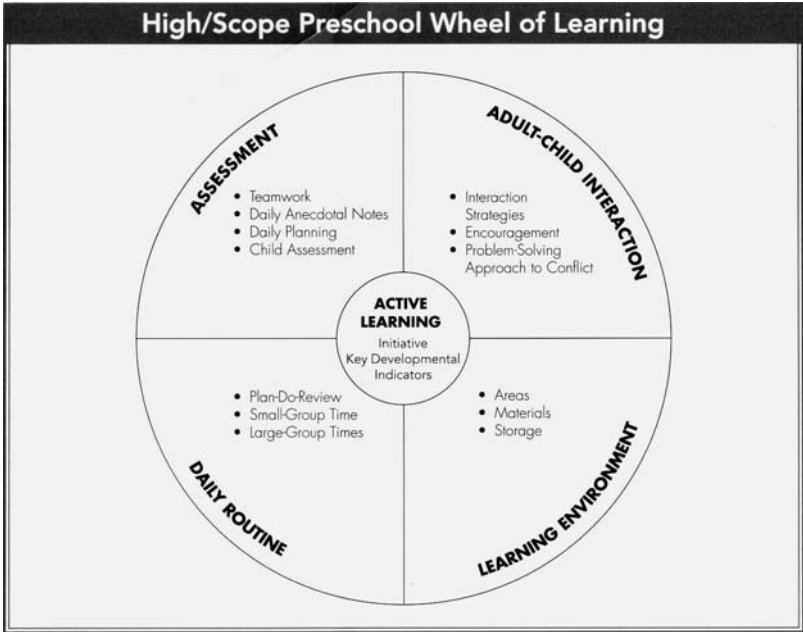 High/Scope Preschool Wheel of Learning
ASSESSMENT
• Teamwork
• Daily Anecdotal Notes
• Daily Planning
• Child Assessment
ADULT-CHILD INTERACTION
• Interaction
Strategies
• Encouragement
• Problem-Solving
Approach to Conflict
ACTIVE
LEARNING
Initiative
Key Developmental
Indicators
• Plan-Do-Review
• Small-Group Time
• Large-Group Times
DAILY ROUTINE
• Areas
• Materials
• Storage
LEARNING ENVIRONMENT